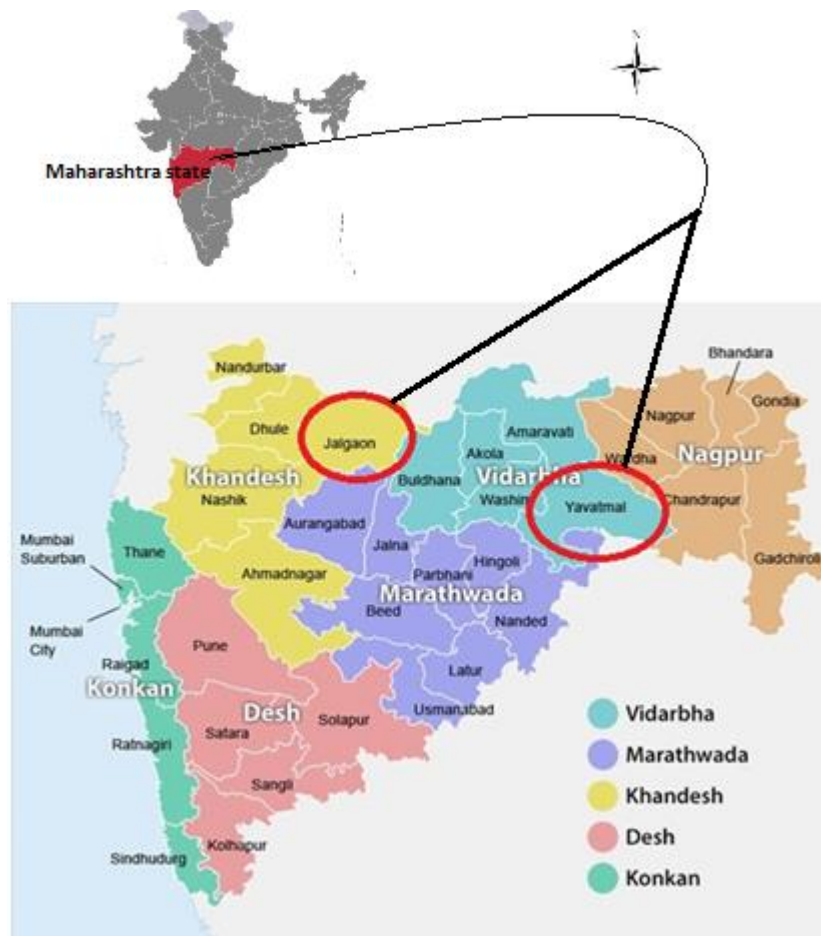 N
Maharashtra state
Bhandara
Nandurbar
Gondia
Nagpur
Dhule
Jalgaon
Amaravati
Akola
Wardha
Nagpur
Khandesh
Buldhana
Vidarbha
Nashik
Washim
Yavatmal
Chandrapur
Aurangabad
Mumbai
Suburban
Thane
Jalna
Hingoli
Gadchiroli
Ahmadnagar
Parbhani
Marathwada
Beed
Nanded
Mumbai
City
Pune
Raigad
Konkan
Latur
Usmanabad
Desh
Solapur
Satara
Ratnagiri
Sangli
Kolhapur
Sindhudurg
Vidarbha
Marathwada
Khandesh
Desh
Konkan